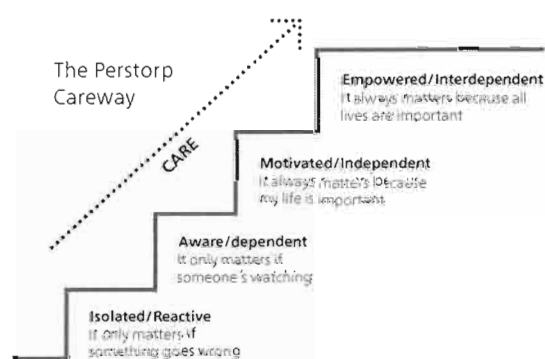 The Perstorp
Careway
CARE
Empowered/Interdependent
It always matters because all
lives are important
Motivated/Independent
It always matters because
my life is important
Aware/dependent
It only matters if
someone's watching
Isolated/Reactive
It only matters if
something goes wrong